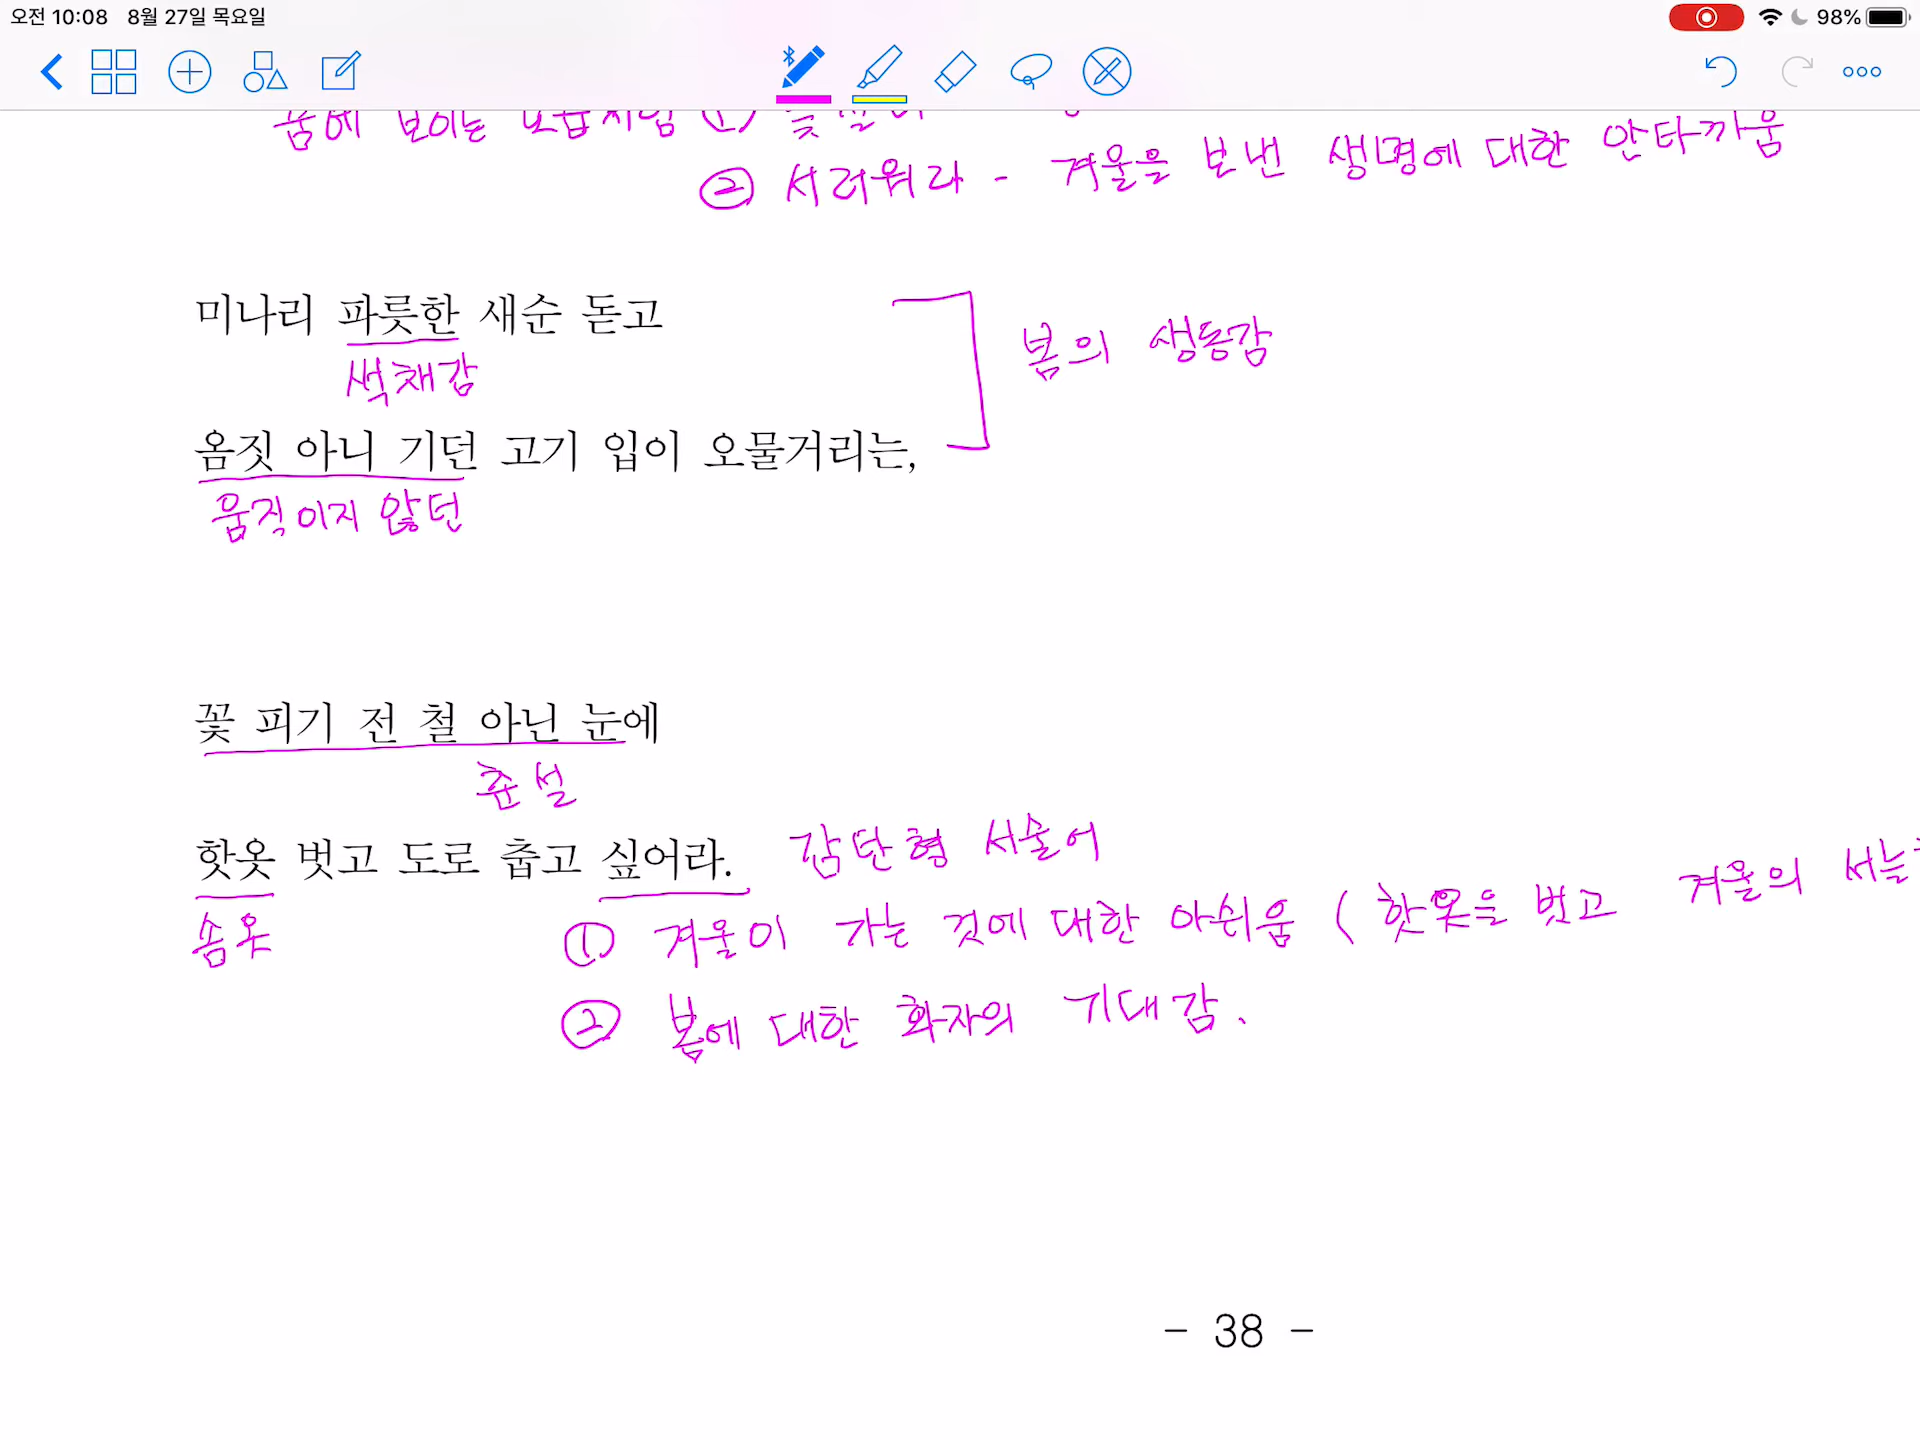 오전 10:08 8월 27일 목요일 98%
꿈에 보이는
② 서러워라 - 겨울을 보낸 생명에 대한 안타까움
미나리 파릇한 새순 돋고
색채감
봄의 생동감
옴짓 아니 기던 고기 입이 오물거리는,
움직이지 않던
꽃 피기 전 철 아닌 눈에
춘설
핫옷 벗고 도로 춥고 싶어라. 감탄형 서술어
솜옷
① 겨울이 가는 것에 대한 아쉬움 ( 핫옷을 벗고 겨울의
② 봄에 대한 화자의 기대감.
- 38 -